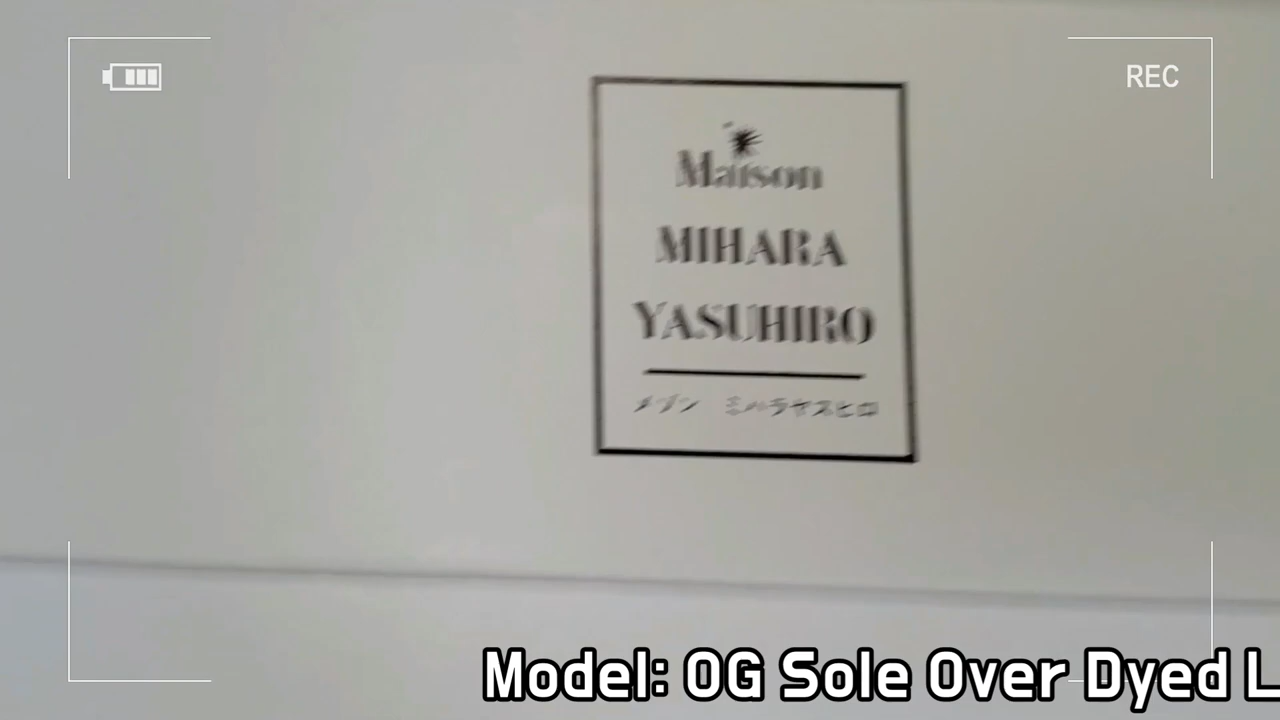 REC
Maison
MIHARA
YASUHIRO
メゾン ミハラヤスヒロ
Model: OG Sole Over Dyed L